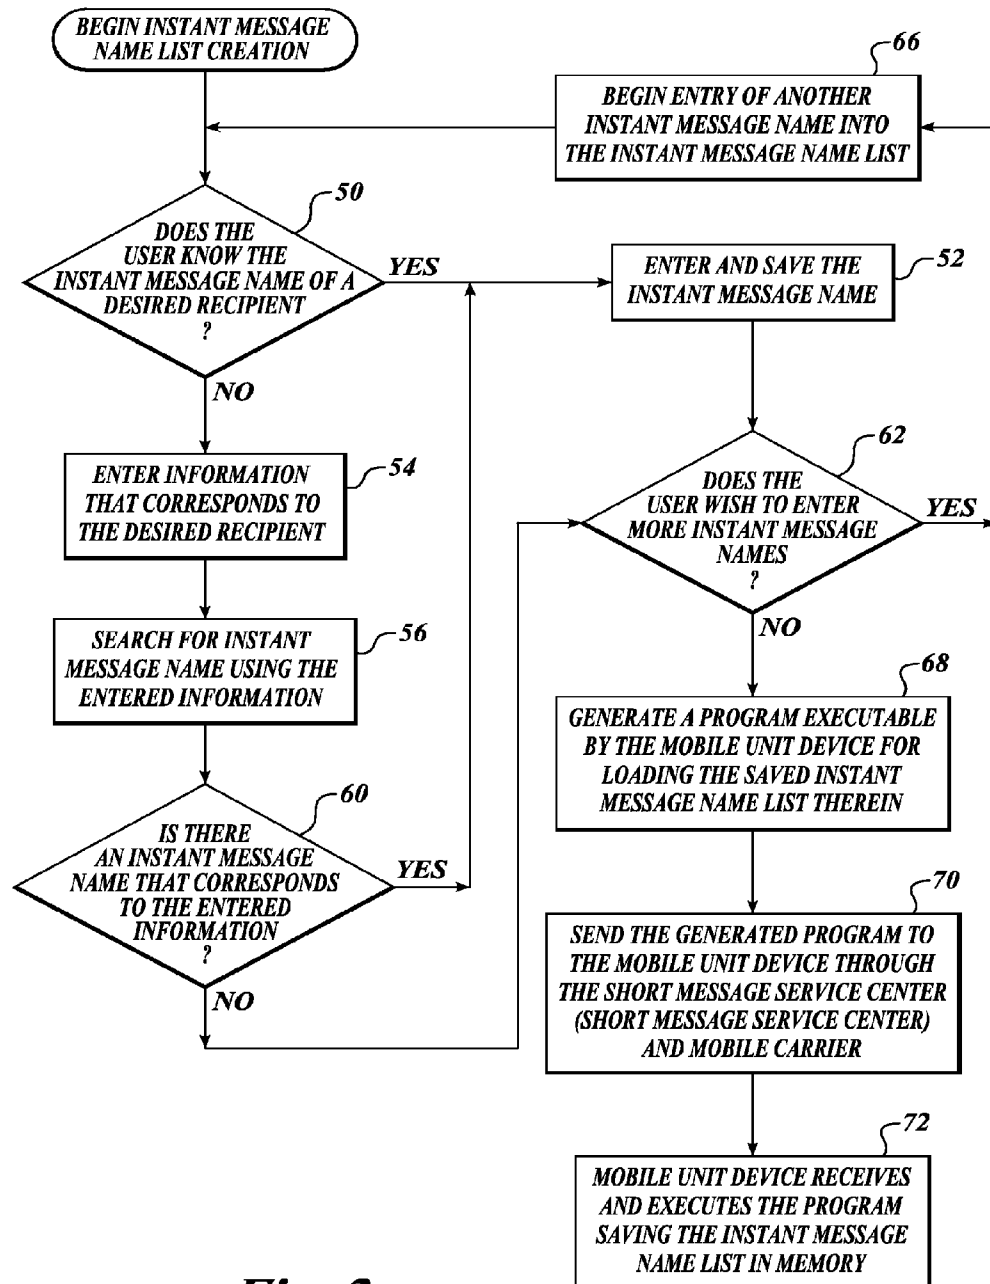 BEGIN INSTANT MESSAGE
NAME LIST CREATION
66
BEGIN ENTRY OF ANOTHER
INSTANT MESSAGE NAME INTO
THE INSTANT MESSAGE NAME LIST
50
DOES THE
USER KNOW THE
INSTANT MESSAGE NAME OF A
DESIRED RECIPIENT
?
YES
NO
52
ENTER AND SAVE THE
INSTANT MESSAGE NAME
54
ENTER INFORMATION
THAT CORRESPONDS TO
THE DESIRED RECIPIENT
62
DOES THE
USER WISH TO ENTER
MORE INSTANT MESSAGE
NAMES
?
YES
NO
56
SEARCH FOR INSTANT
MESSAGE NAME USING THE
ENTERED INFORMATION
60
IS THERE
AN INSTANT MESSAGE
NAME THAT CORRESPONDS
TO THE ENTERED
INFORMATION
?
YES
NO
68
GENERATE A PROGRAM EXECUTABLE
BY THE MOBILE UNIT DEVICE FOR
LOADING THE SAVED INSTANT
MESSAGE NAME LIST THEREIN
70
SEND THE GENERATED PROGRAM TO
THE MOBILE UNIT DEVICE THROUGH
THE SHORT MESSAGE SERVICE CENTER
(SHORT MESSAGE SERVICE CENTER)
AND MOBILE CARRIER
72
MOBILE UNIT DEVICE RECEIVES
AND EXECUTES THE PROGRAM
SAVING THE INSTANT MESSAGE
NAME LIST IN MEMORY